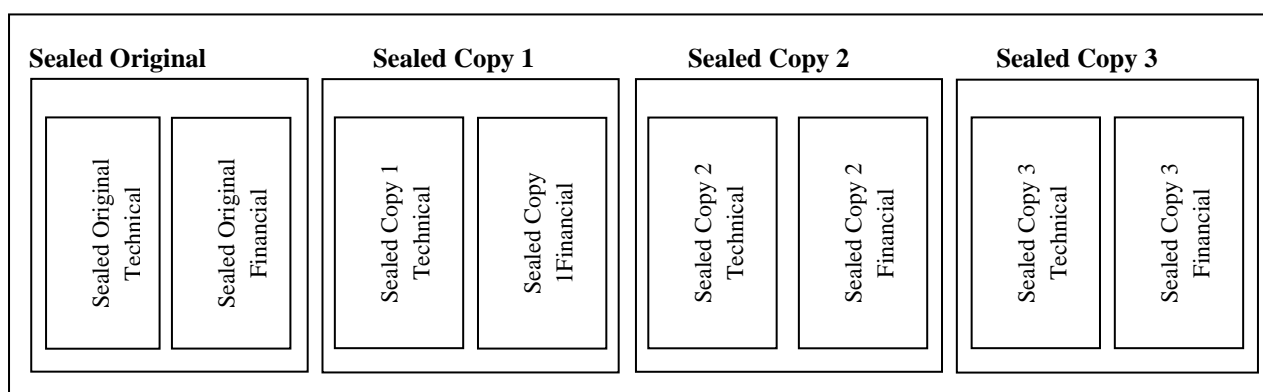 Sealed Original
Sealed Copy 1
Sealed Copy 2
Sealed Copy 3
Sealed Original
Technical
Sealed Original
Financial
Sealed Copy 1
Technical
Sealed Copy
1Financial
Sealed Copy 2
Technical
Sealed Copy 2
Financial
Sealed Copy 3
Technical
Sealed Copy 3
Financial